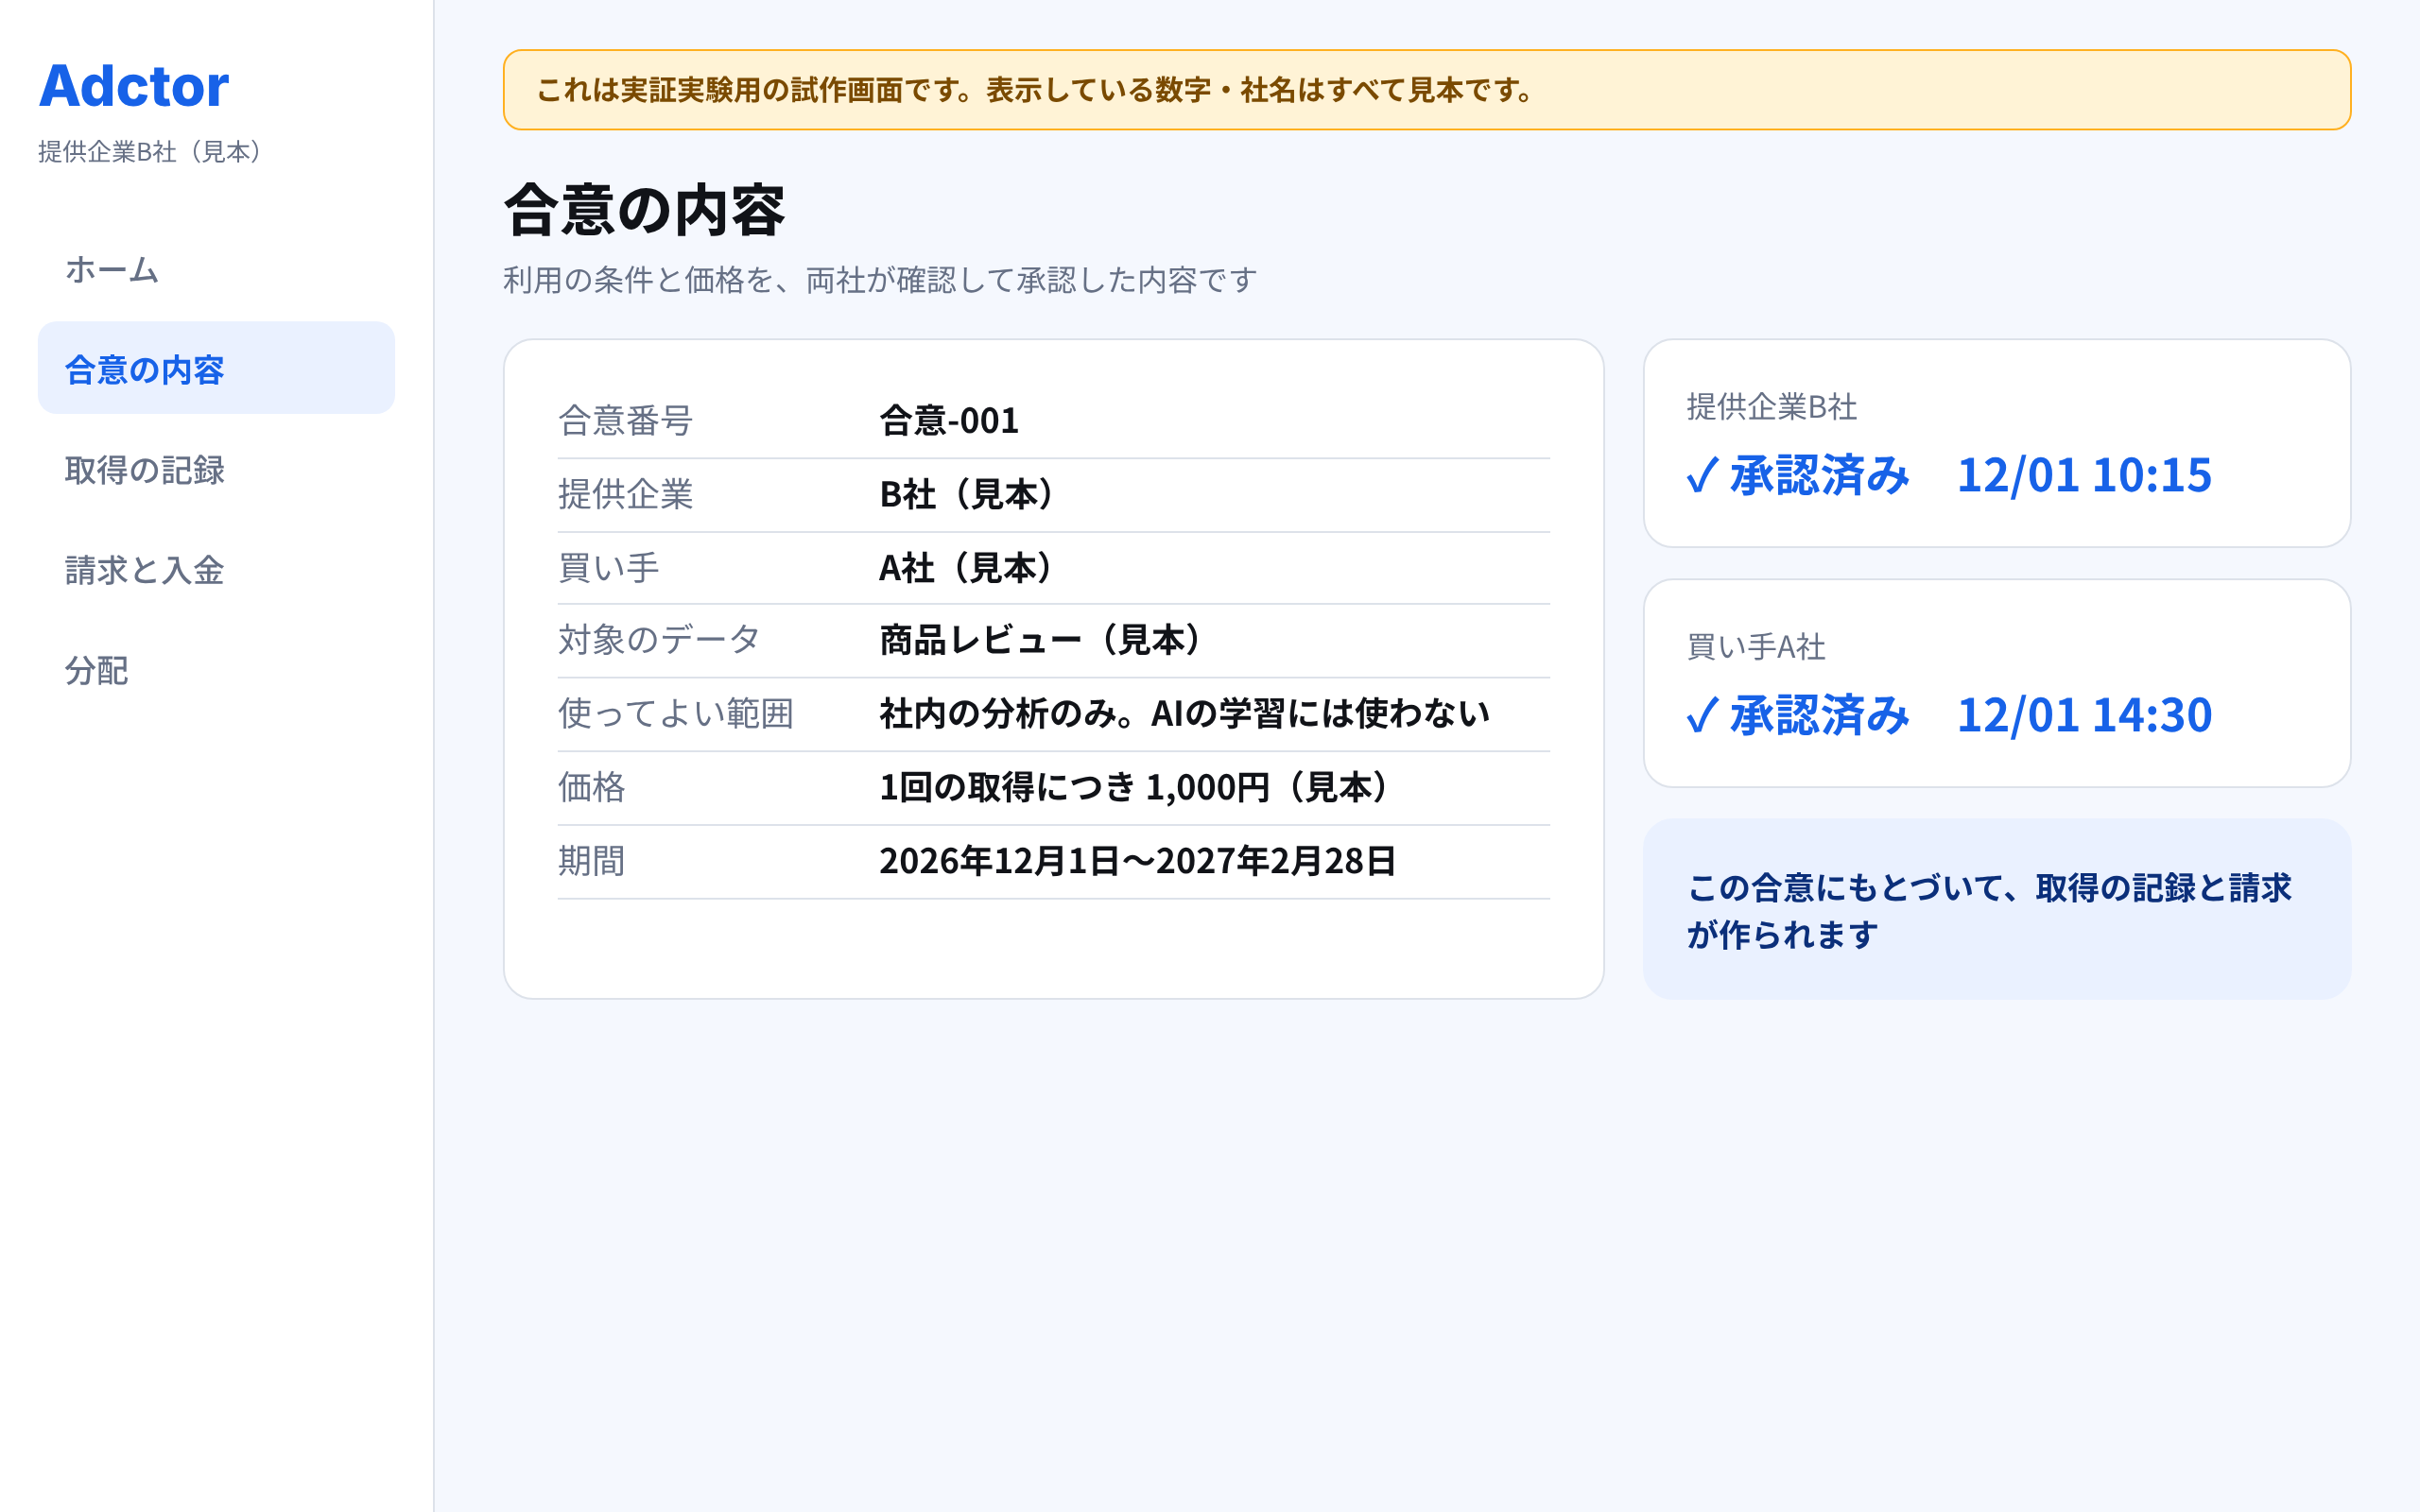 Adctor
提供企業B社（見本）
ホーム
合意の内容
取得の記録
請求と入金
分配
これは実証実験用の試作画面です。表示している数字・社名はすべて見本です。
合意の内容
利用の条件と価格を、両社が確認して承認した内容です
合意番号 合意-001
提供企業 B社（見本）
買い手 A社（見本）
対象のデータ 商品レビュー（見本）
使ってよい範囲 社内の分析のみ。AIの学習には使わない
価格 1回の取得につき 1,000円（見本）
期間 2026年12月1日〜2027年2月28日
提供企業B社
✓ 承認済み 12/01 10:15
買い手A社
✓ 承認済み 12/01 14:30
この合意にもとづいて、取得の記録と請求
が作られます